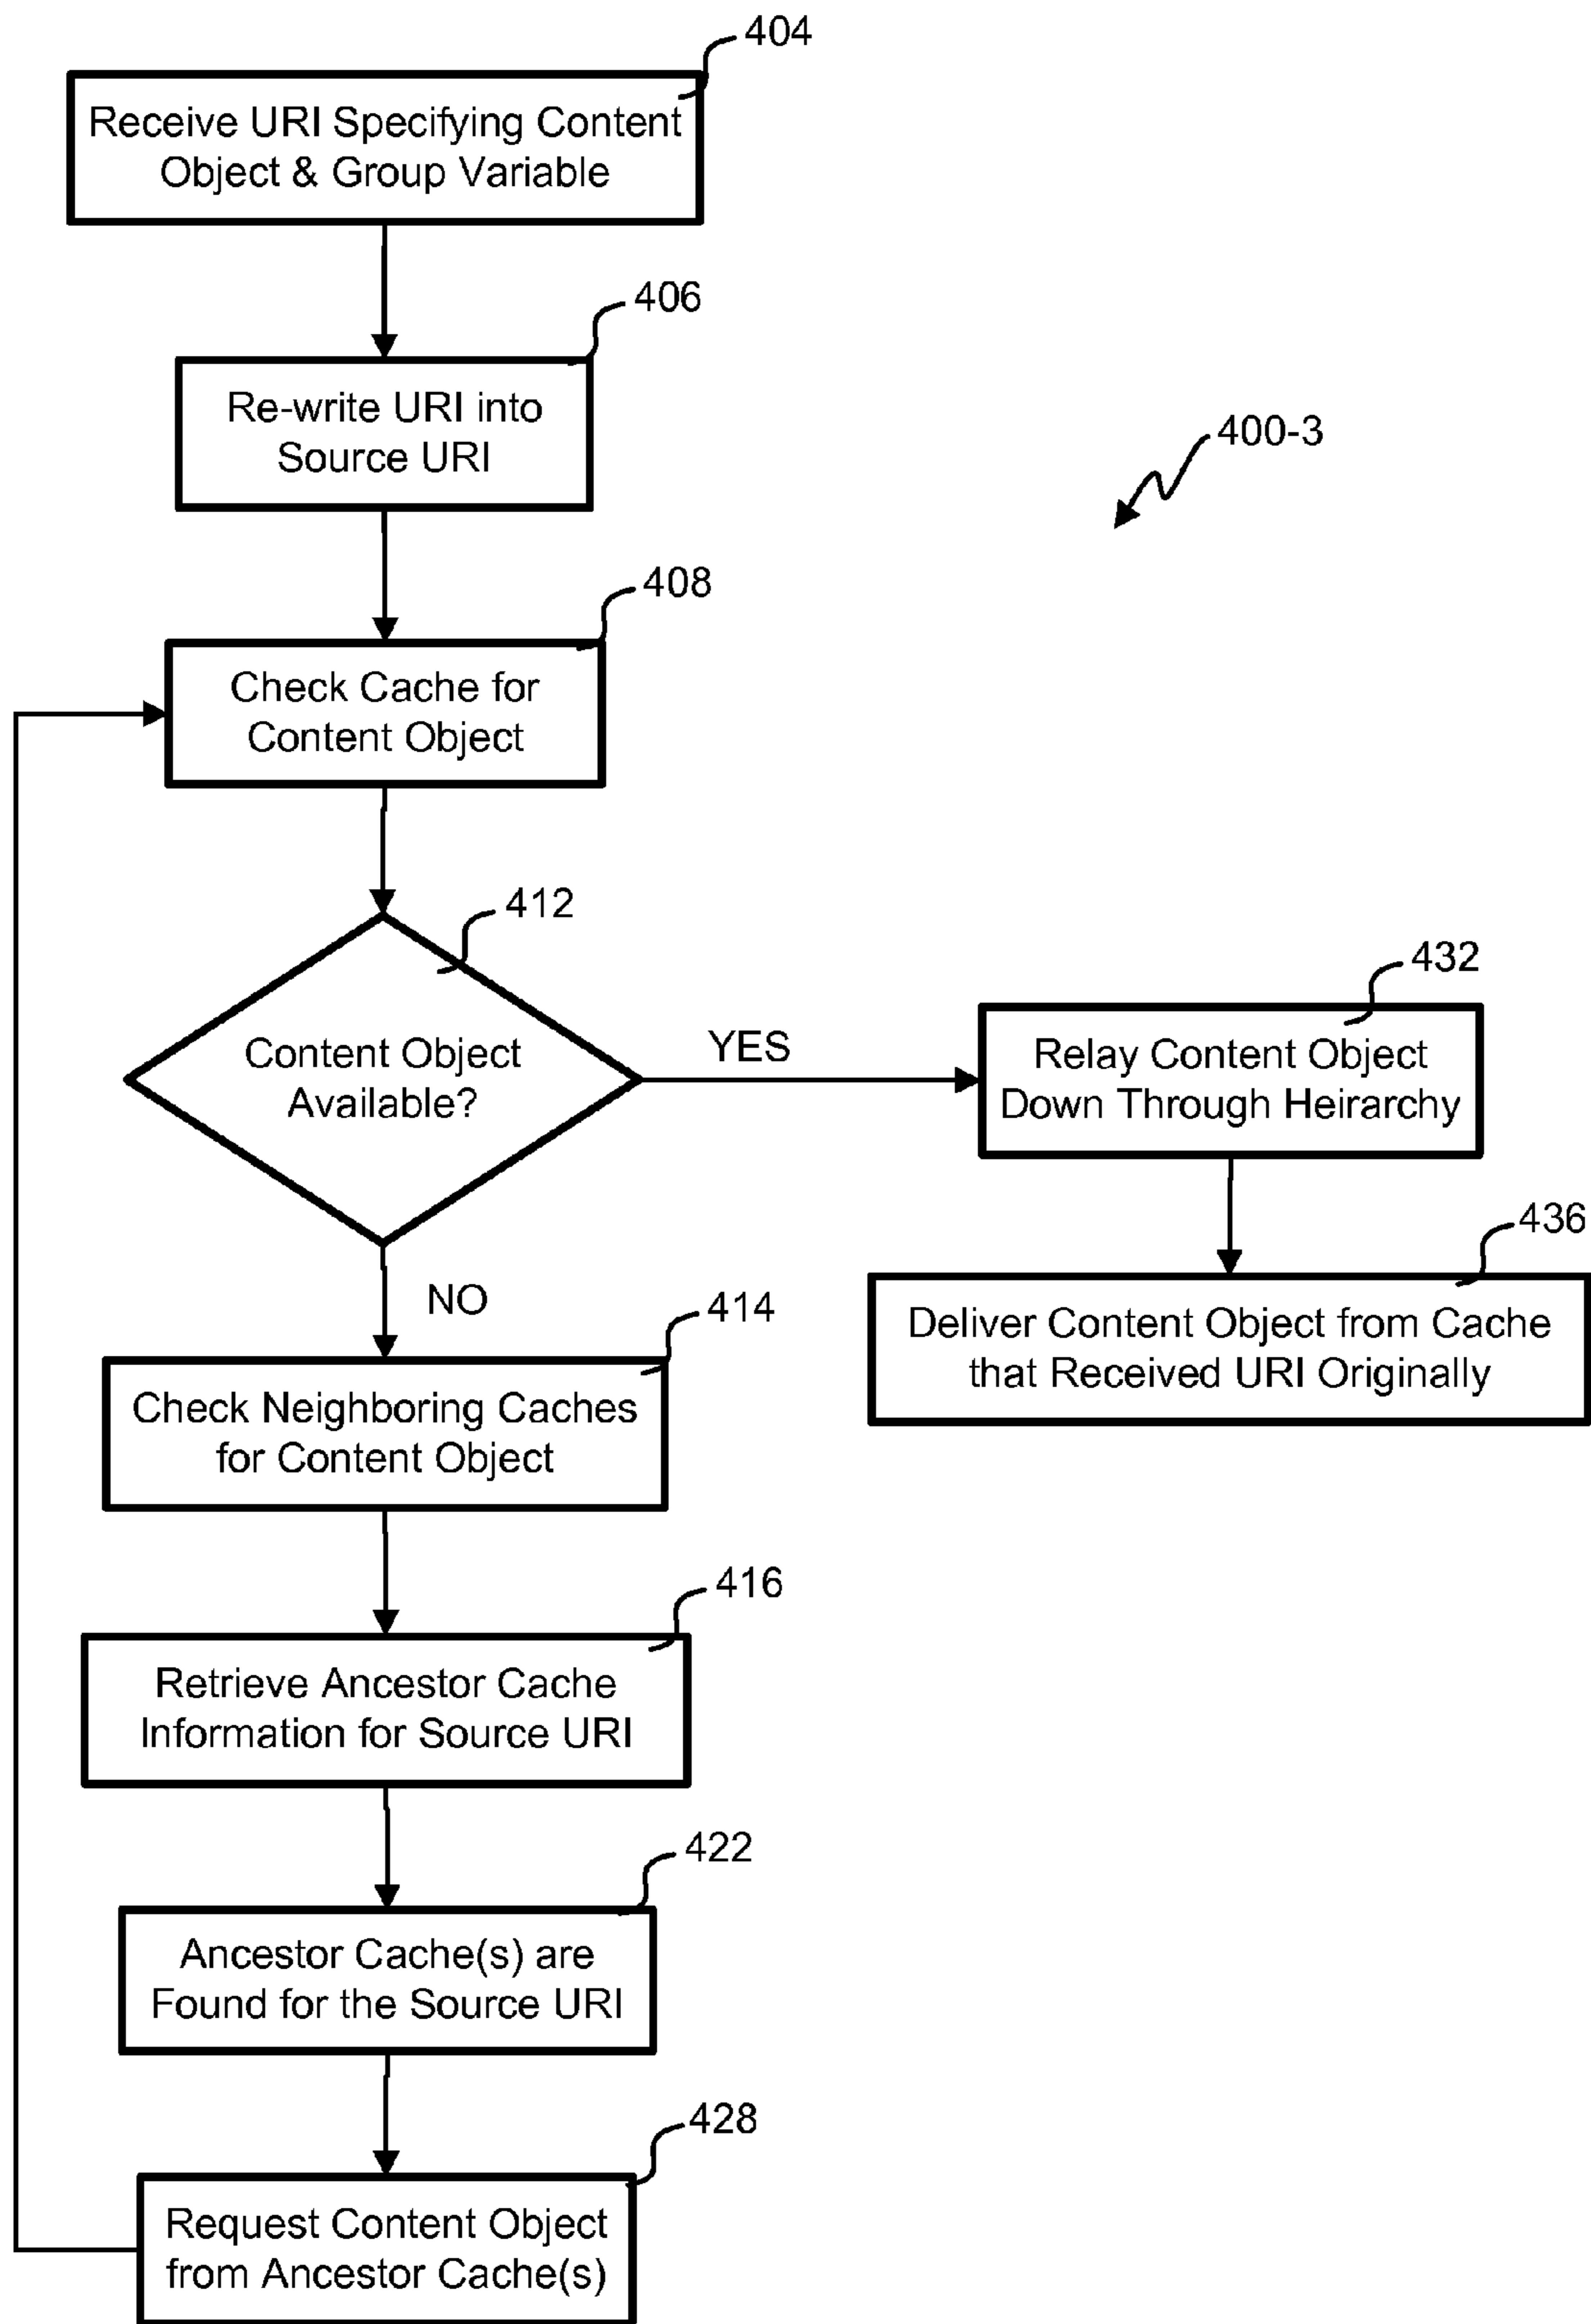 404
Receive URI Specifying Content
Object & Group Variable
406
Re-write URI into
Source URI
400-3
408
Check Cache for
Content Object
412
Content Object
Available?
YES
432
Relay Content Object
Down Through Heirarchy
436
Deliver Content Object from Cache
that Received URI Originally
NO
414
Check Neighboring Caches
for Content Object
416
Retrieve Ancestor Cache
Information for Source URI
422
Ancestor Cache(s) are
Found for the Source URI
428
Request Content Object
from Ancestor Cache(s)